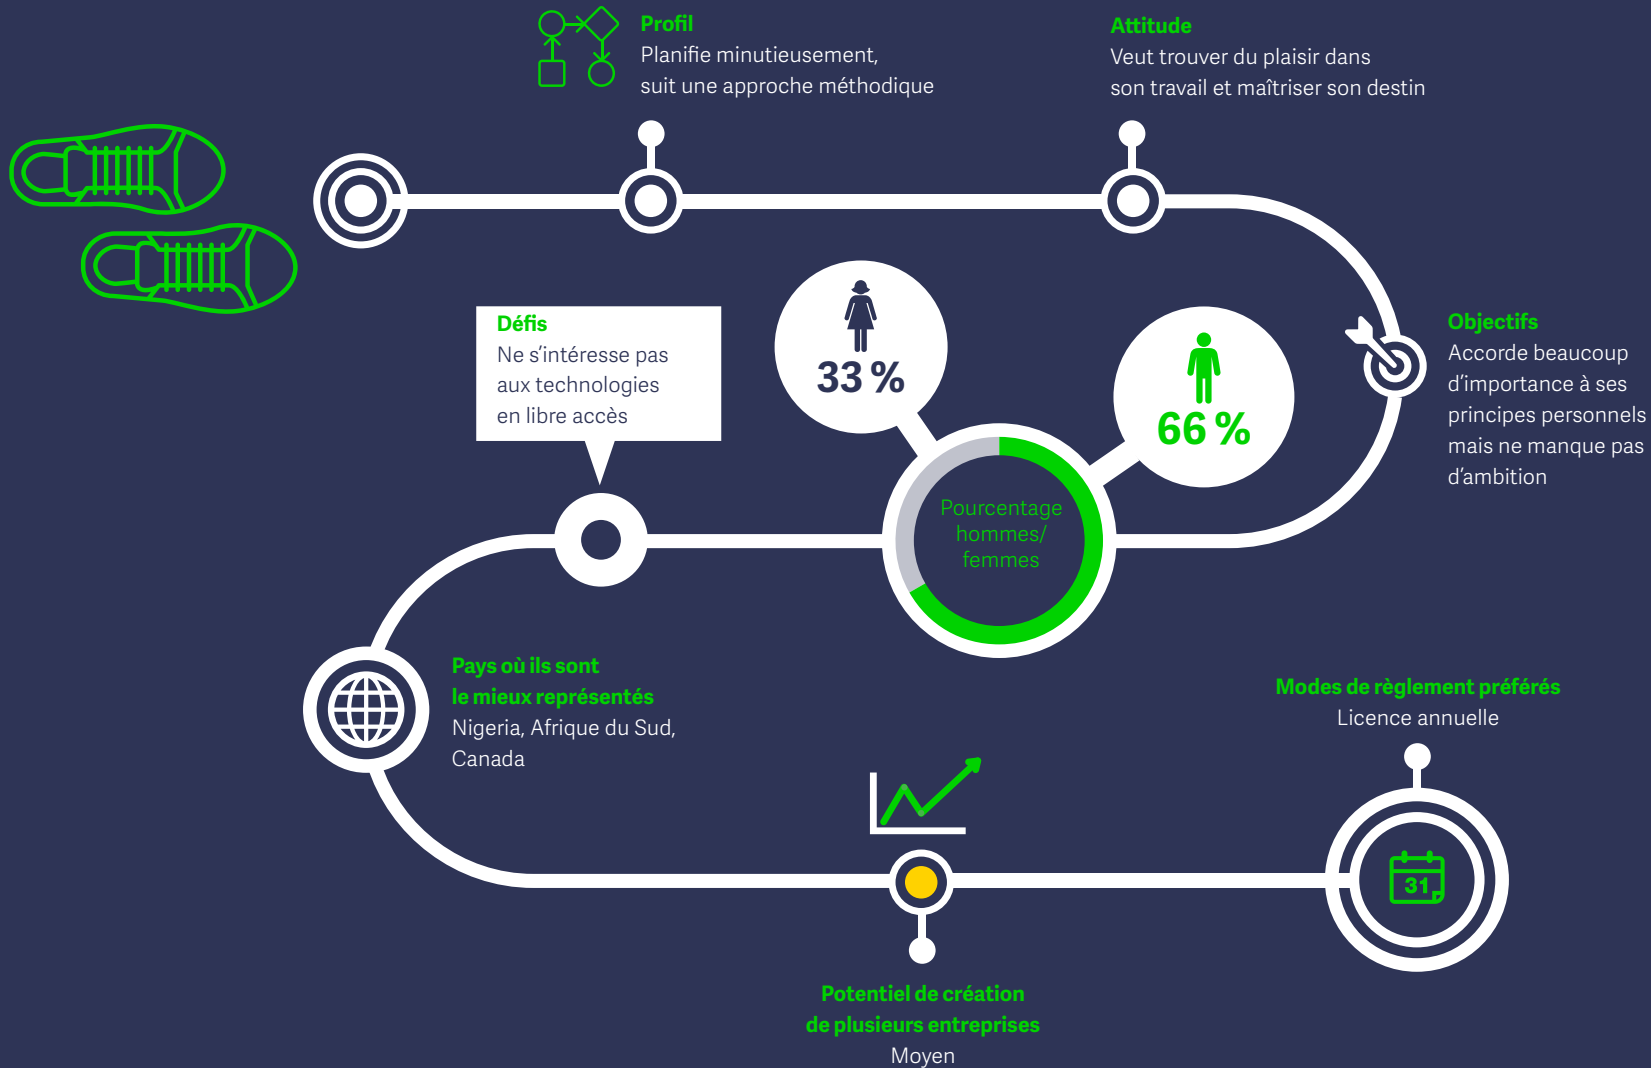 Profil
Planifie minutieusement,
suit une approche méthodique
Attitude
Veut trouver du plaisir dans
son travail et maîtriser son destin
Objectifs
Accorde beaucoup
d’importance à ses
principes personnels
mais ne manque pas
d’ambition
66 %
33 %
Pourcentage
hommes/
femmes
Défis
Ne s’intéresse pas
aux technologies
en libre accès
Pays où ils sont
le mieux représentés
Nigeria, Afrique du Sud,
Canada
Potentiel de création
de plusieurs entreprises
Moyen
Modes de règlement préférés
Licence annuelle
31